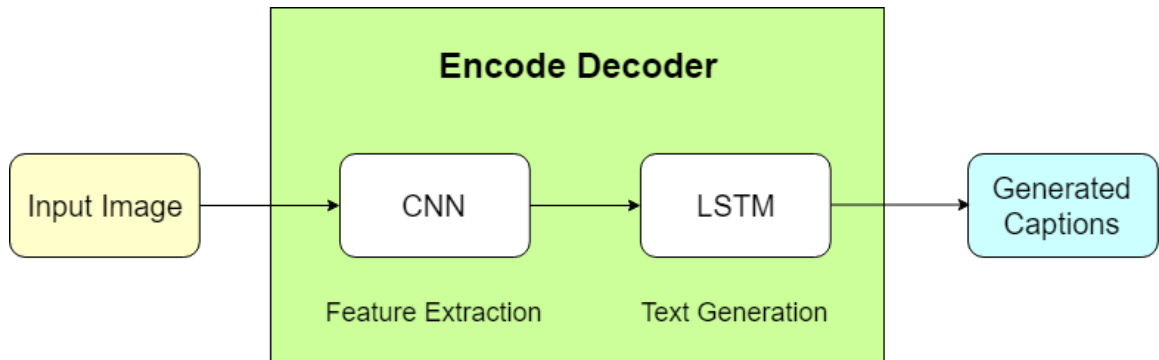 Encode Decoder
Input Image
CNN
LSTM
Generated
Captions
Feature Extraction
Text Generation